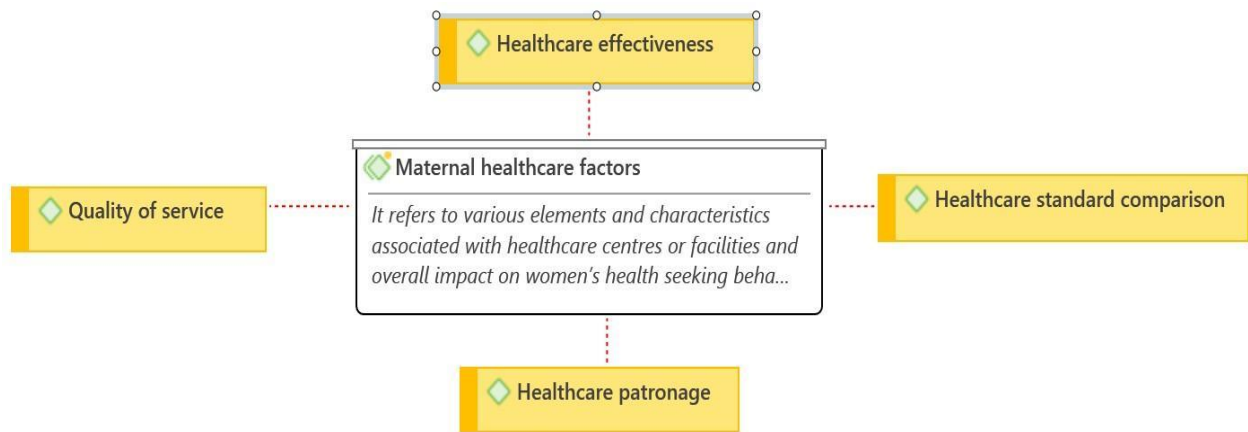 Healthcare effectiveness
Maternal healthcare factors
It refers to various elements and characteristics
associated with healthcare centres or facilities and
overall impact on women’s health seeking beha...
Quality of service
Healthcare standard comparison
Healthcare patronage